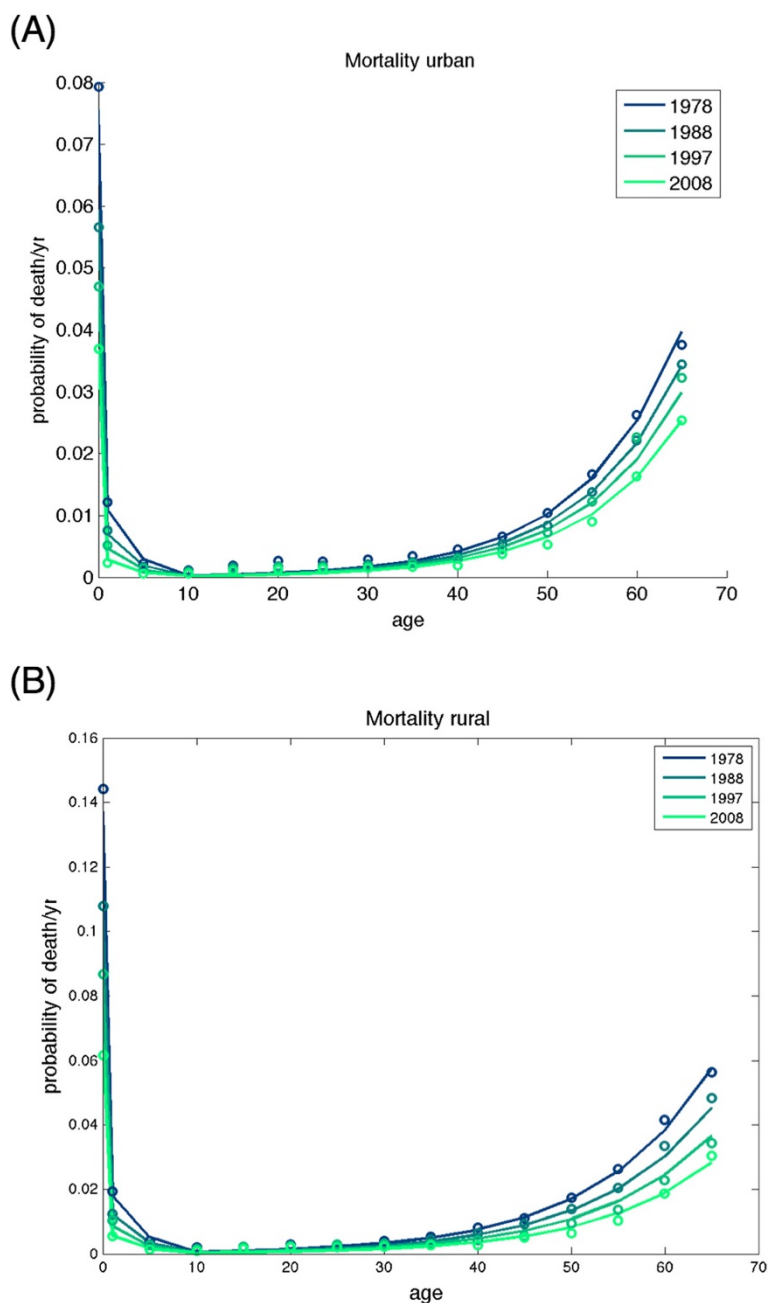 (A)
Mortality urban
0.08
0.07
0.06
0.05
0.04
0.03
0.02
0.01
0
probability of death/yr
1978
1988
1997
2008
0 10 20 30 40 50 60 70
age
(B)
Mortality rural
0.16
0.14
0.12
0.1
0.08
0.06
0.04
0.02
0
probability of death/yr
1978
1988
1997
2008
0 10 20 30 40 50 60 70
age